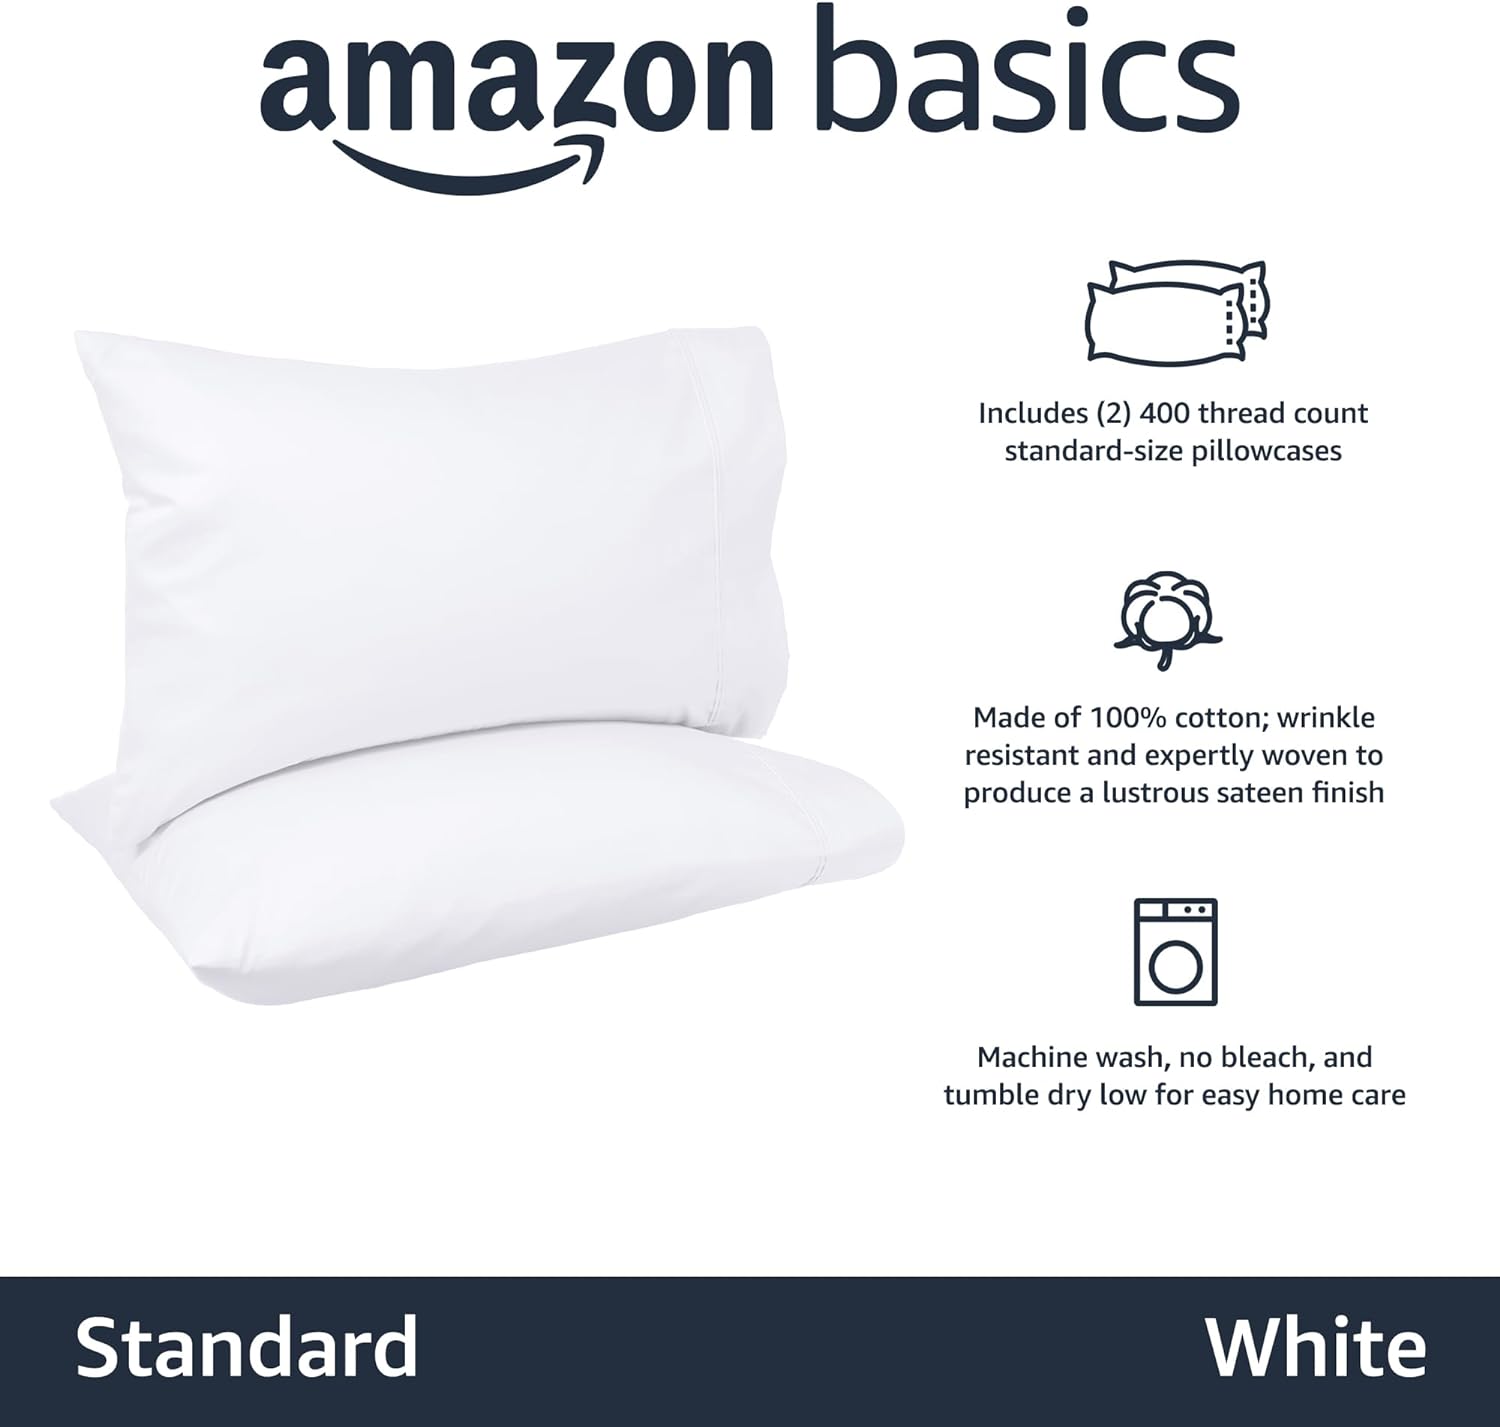 amazon basics
Includes (2) 400 thread count
standard-size pillowcases
Made of 100% cotton; wrinkle
resistant and expertly woven to
produce a lustrous sateen finish
Machine wash, no bleach, and
tumble dry low for easy home care
Standard
White